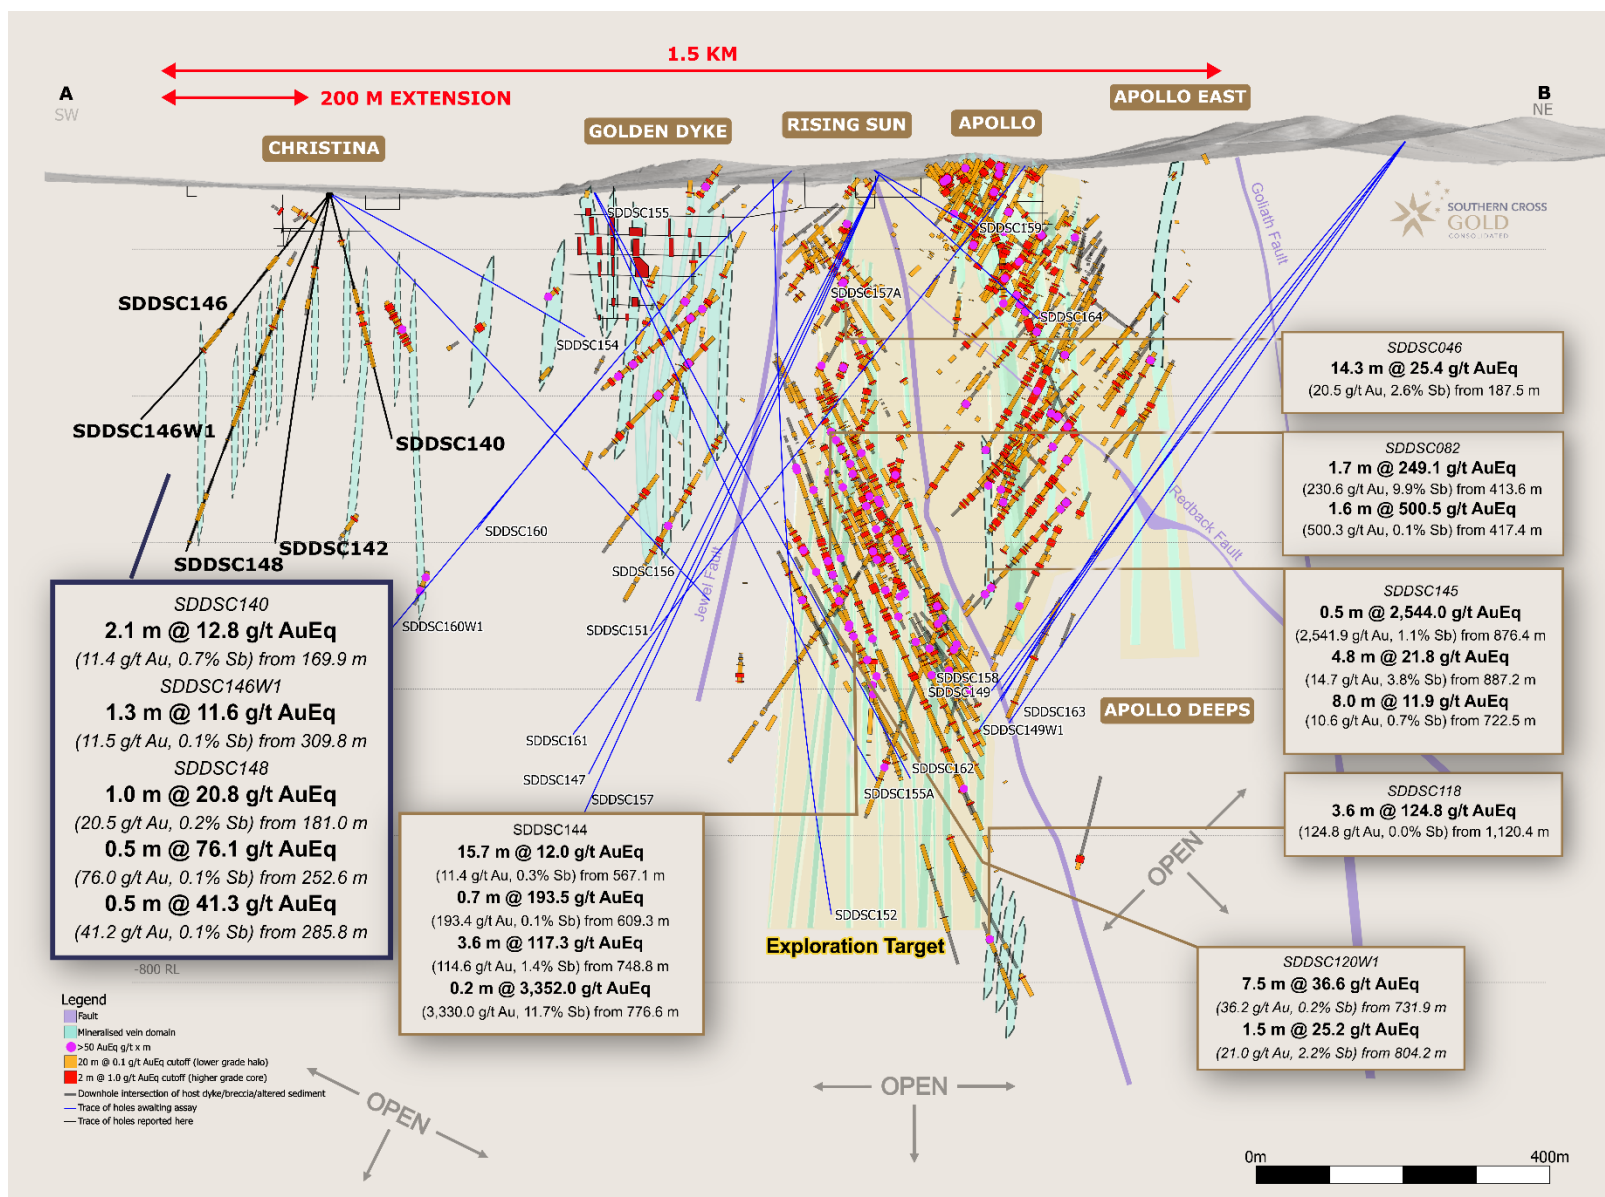 1.5 KM
A
SW
200 M EXTENSION
APOLLO EAST
B
NE
CHRISTINA
GOLDEN DYKE
RISING SUN
APOLLO
SOUTHERN CROSS
GOLD
CONSOLIDATED
Goliath Fault
SDDSC155
SDDSC159
SDDSC146
SDDSC157A
SDDSC164
SDDSC154
SDDSC146W1
SDDSC140
SDDSC160
SDDSC142
SDDSC148
SDDSC156
Jewel Fault
Redback Fault
SDDSC160W1
SDDSC151
SDDSC158
SDDSC149
SDDSC163
SDDSC149W1
APOLLO DEEPS
SDDSC161
SDDSC147
SDDSC157
SDDSC162
SDDSC155A
SDDSC152
Exploration Target
SDDSC046
14.3 m @ 25.4 g/t AuEq
(20.5 g/t Au, 2.6% Sb) from 187.5 m
SDDSC082
1.7 m @ 249.1 g/t AuEq
(230.6 g/t Au, 9.9% Sb) from 413.6 m
1.6 m @ 500.5 g/t AuEq
(500.3 g/t Au, 0.1% Sb) from 417.4 m
SDDSC145
0.5 m @ 2,544.0 g/t AuEq
(2,541.9 g/t Au, 1.1% Sb) from 876.4 m
4.8 m @ 21.8 g/t AuEq
(14.7 g/t Au, 3.8% Sb) from 887.2 m
8.0 m @ 11.9 g/t AuEq
(10.6 g/t Au, 0.7% Sb) from 722.5 m
SDDSC118
3.6 m @ 124.8 g/t AuEq
(124.8 g/t Au, 0.0% Sb) from 1,120.4 m
SDDSC120W1
7.5 m @ 36.6 g/t AuEq
(36.2 g/t Au, 0.2% Sb) from 731.9 m
1.5 m @ 25.2 g/t AuEq
(21.0 g/t Au, 2.2% Sb) from 804.2 m
SDDSC140
2.1 m @ 12.8 g/t AuEq
(11.4 g/t Au, 0.7% Sb) from 169.9 m
SDDSC146W1
1.3 m @ 11.6 g/t AuEq
(11.5 g/t Au, 0.1% Sb) from 309.8 m
SDDSC148
1.0 m @ 20.8 g/t AuEq
(20.5 g/t Au, 0.2% Sb) from 181.0 m
0.5 m @ 76.1 g/t AuEq
(76.0 g/t Au, 0.1% Sb) from 252.6 m
0.5 m @ 41.3 g/t AuEq
(41.2 g/t Au, 0.1% Sb) from 285.8 m
SDDSC144
15.7 m @ 12.0 g/t AuEq
(11.4 g/t Au, 0.3% Sb) from 567.1 m
0.7 m @ 193.5 g/t AuEq
(193.4 g/t Au, 0.1% Sb) from 609.3 m
3.6 m @ 117.3 g/t AuEq
(114.6 g/t Au, 1.4% Sb) from 748.8 m
0.2 m @ 3,352.0 g/t AuEq
(3,330.0 g/t Au, 11.7% Sb) from 776.6 m
-800 RL
Legend
Fault
Mineralised vein domain
>50 AuEq g/t x m
20 m @ 0.1 g/t AuEq cutoff (lower grade halo)
2 m @ 1.0 g/t AuEq cutoff (higher grade core)
Downhole intersection of host dyke/breccia/altered sediment
Trace of holes awaiting assay
Trace of holes reported here
OPEN
OPEN
OPEN
0m
400m